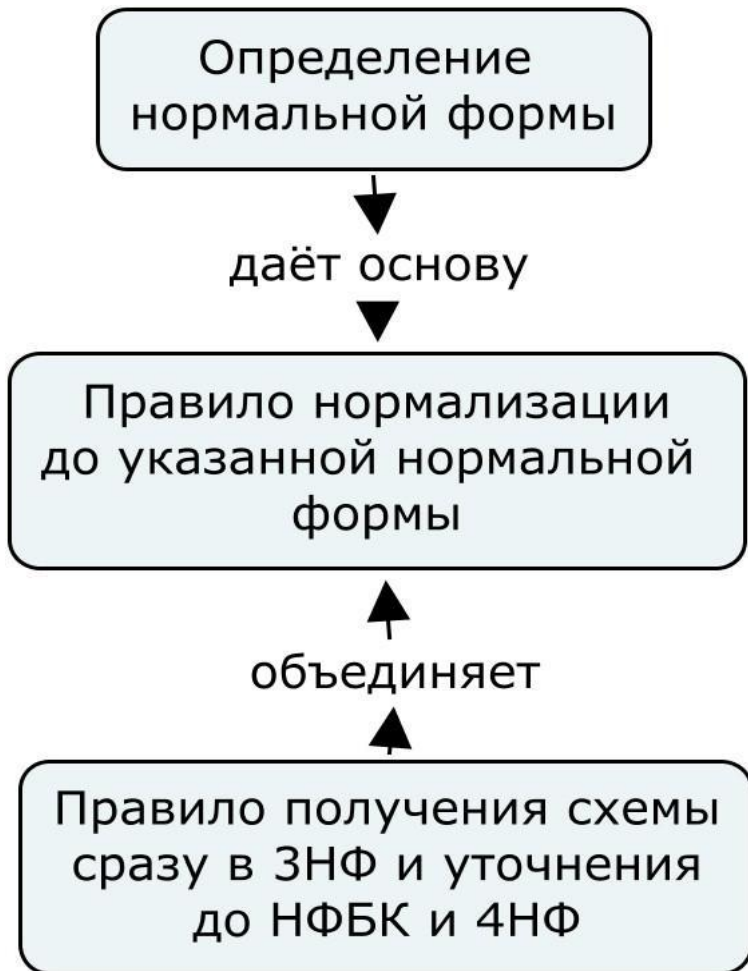 Определение
нормальной формы
даёт основу
Правило нормализации
до указанной нормальной
формы
объединяет
Правило получения схемы
сразу в 3НФ и уточнения
до НФБК и 4НФ